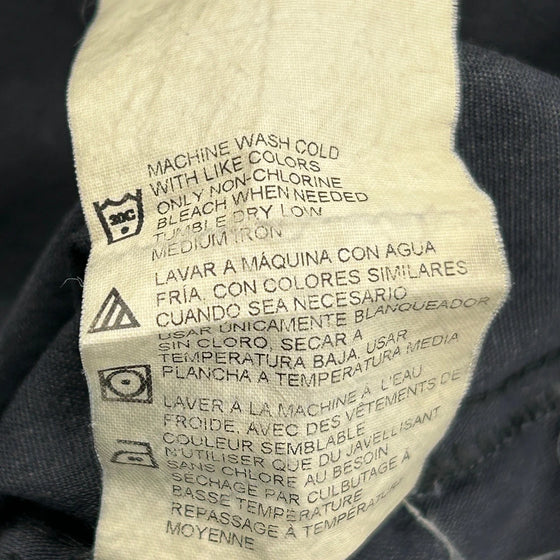 MACHINE WASH COLD
WITH LIKE COLORS
ONLY NON-CHLORINE
BLEACH WHEN NEEDED
TUMBLE DRY LOW
MEDIUM IRON
30C
LAVAR A MÁQUINA CON AGUA
FRÍA, CON COLORES SIMILARES
CUANDO SEA NECESARIO
USAR ÚNICAMENTE BLANQUEADOR
SIN CLORO, SECAR A
TEMPERATURA BAJA, USAR
PLANCHA A TEMPERATURA MEDIA
LAVER À LA MACHINE À L'EAU
FROIDE, AVEC DES VÊTEMENTS DE
COULEUR SEMBLABLE
N'UTILISER QUE DU JAVELLISANT
SANS CHLORE AU BESOIN
SÉCHAGE PAR CULBUTAGE À
BASSE TEMPÉRATURE
REPASSAGE À TEMPÉRATURE
MOYENNE